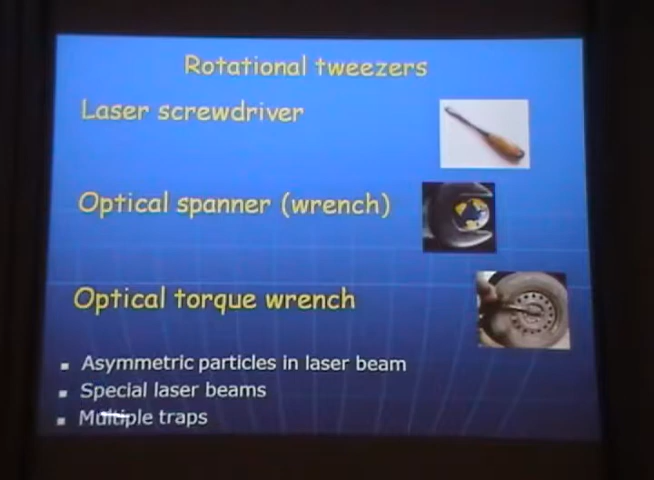 Rotational tweezers
Laser screwdriver
Optical spanner (wrench)
Optical torque wrench
Asymmetric particles in laser beam
Special laser beams
Multiple traps